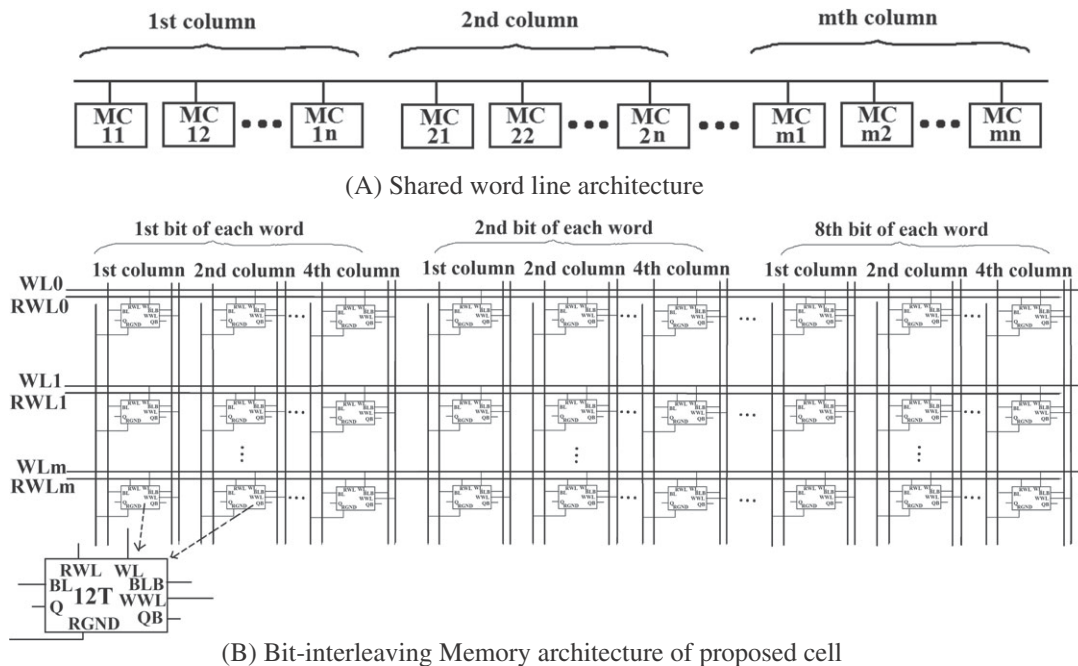 1st column 2nd column mth column
MC 11 MC 12 ••• MC 1n MC 21 MC 22 ••• MC 2n ••• MC m1 MC m2 ••• MC mn
(A) Shared word line architecture
1st bit of each word 2nd bit of each word 8th bit of each word
1st column 2nd column 4th column 1st column 2nd column 4th column 1st column 2nd column 4th column
WL0
RWL0
WL1
RWL1
WLm
RWLm
RWL WL
BL 12T BLB
Q WWL
RGND QB
(B) Bit-interleaving Memory architecture of proposed cell